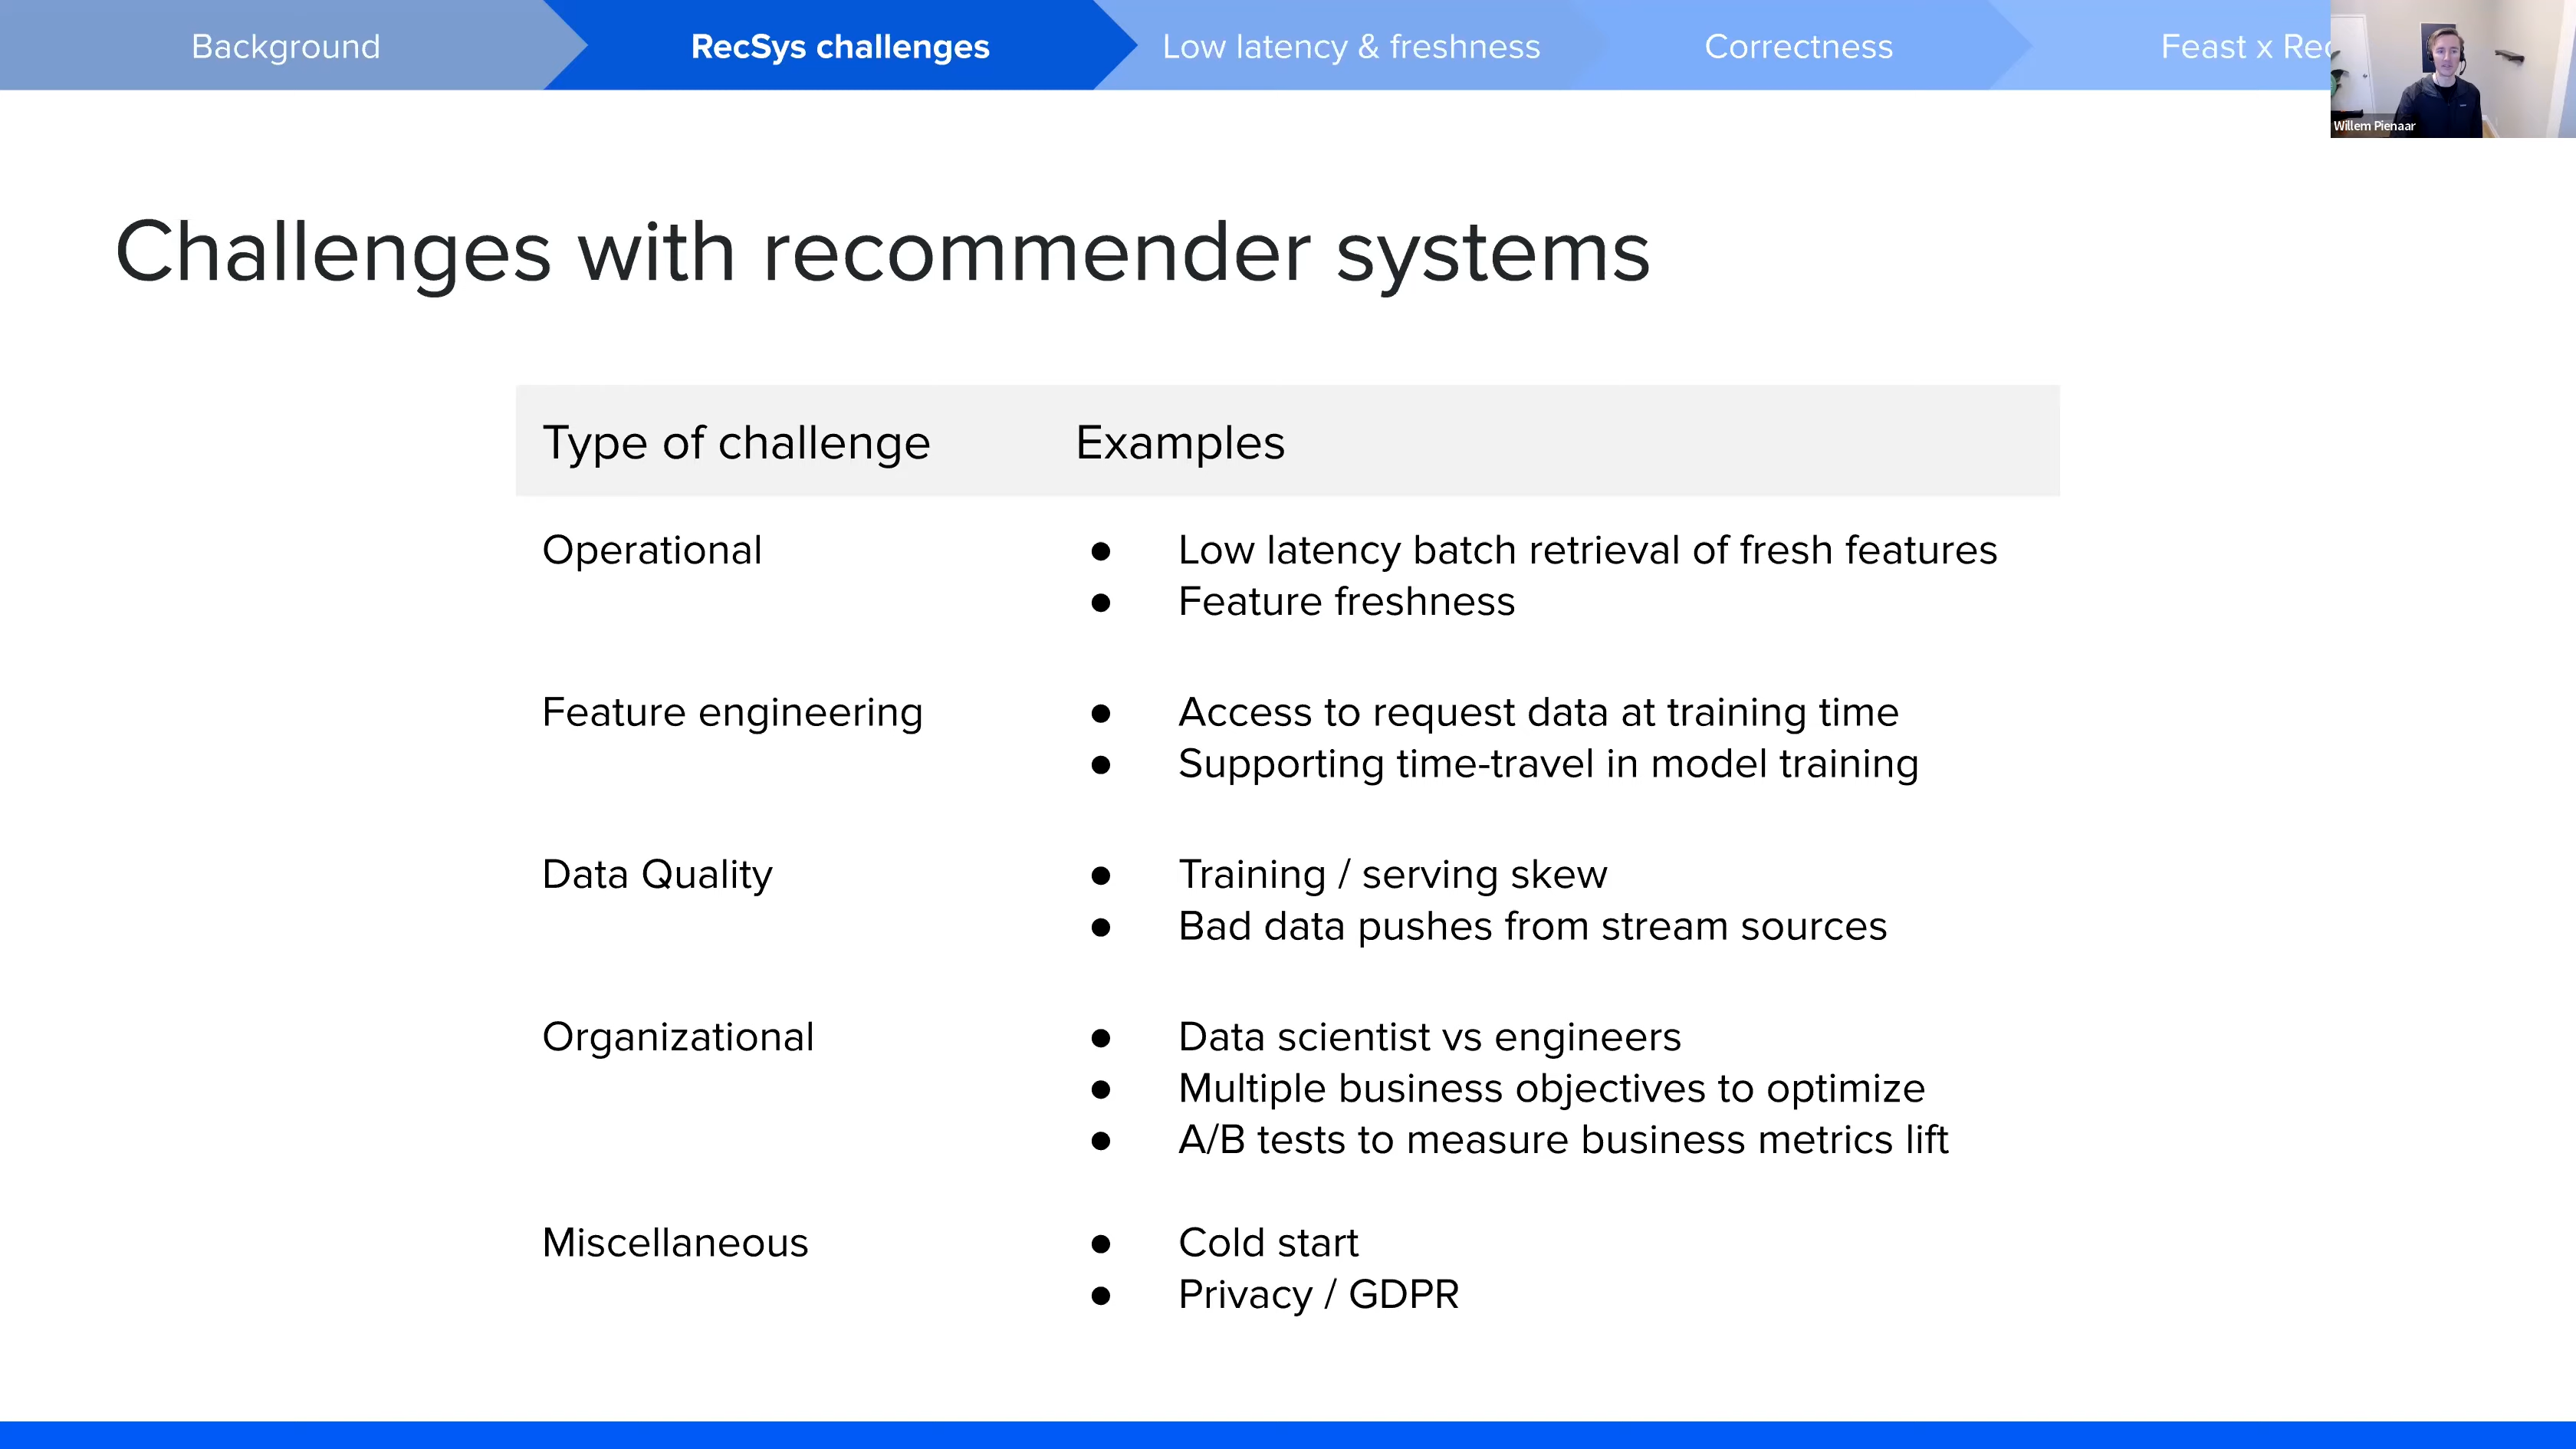 Background
RecSys challenges
Low latency & freshness
Correctness
Feast x Rec
Willem Pienaar
Challenges with recommender systems
Type of challenge Examples
Operational ● Low latency batch retrieval of fresh features
● Feature freshness
Feature engineering ● Access to request data at training time
● Supporting time-travel in model training
Data Quality ● Training / serving skew
● Bad data pushes from stream sources
Organizational ● Data scientist vs engineers
● Multiple business objectives to optimize
● A/B tests to measure business metrics lift
Miscellaneous ● Cold start
● Privacy / GDPR